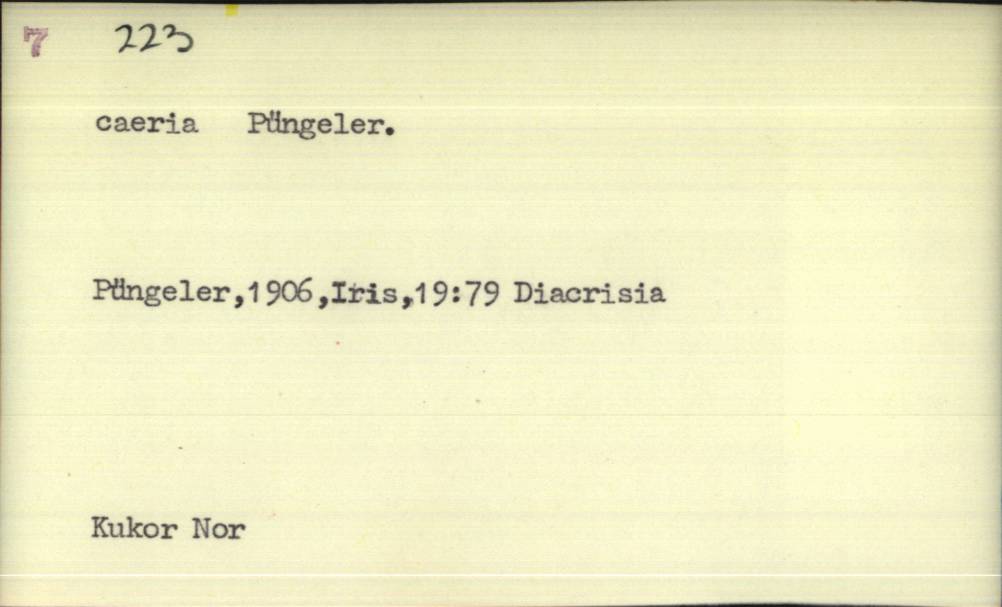 7 223
caeria Püngeler.
Püngeler,1906,Iris,19:79 Diacrisia
Kukor Nor